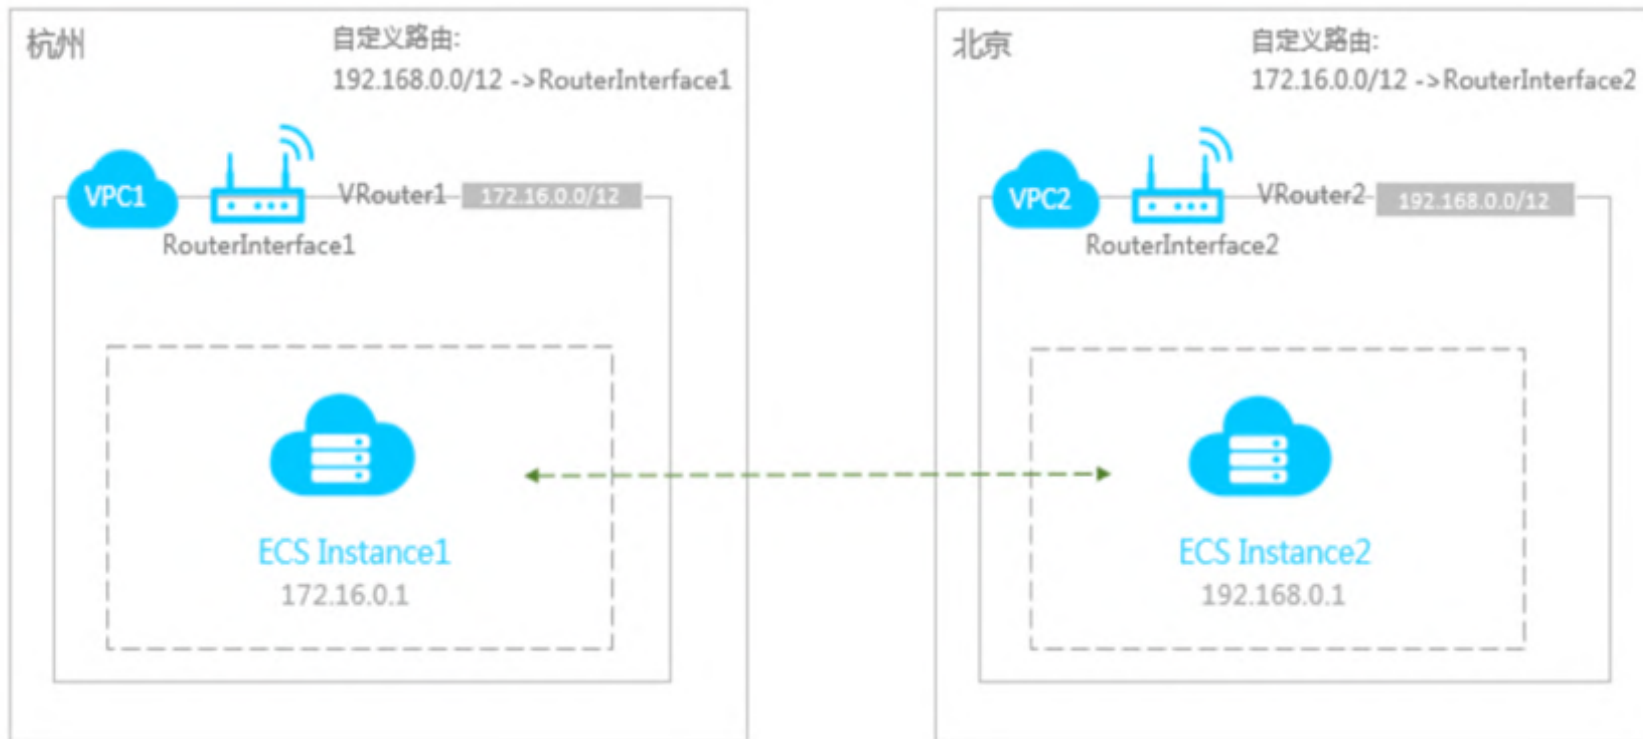 杭州
自定义路由:
192.168.0.0/12 ->RouterInterface1
VPC1
VRouter1
172.16.0.0/12
RouterInterface1
ECS Instance1
172.16.0.1
北京
自定义路由:
172.16.0.0/12 ->RouterInterface2
VPC2
VRouter2
192.168.0.0/12
RouterInterface2
ECS Instance2
192.168.0.1